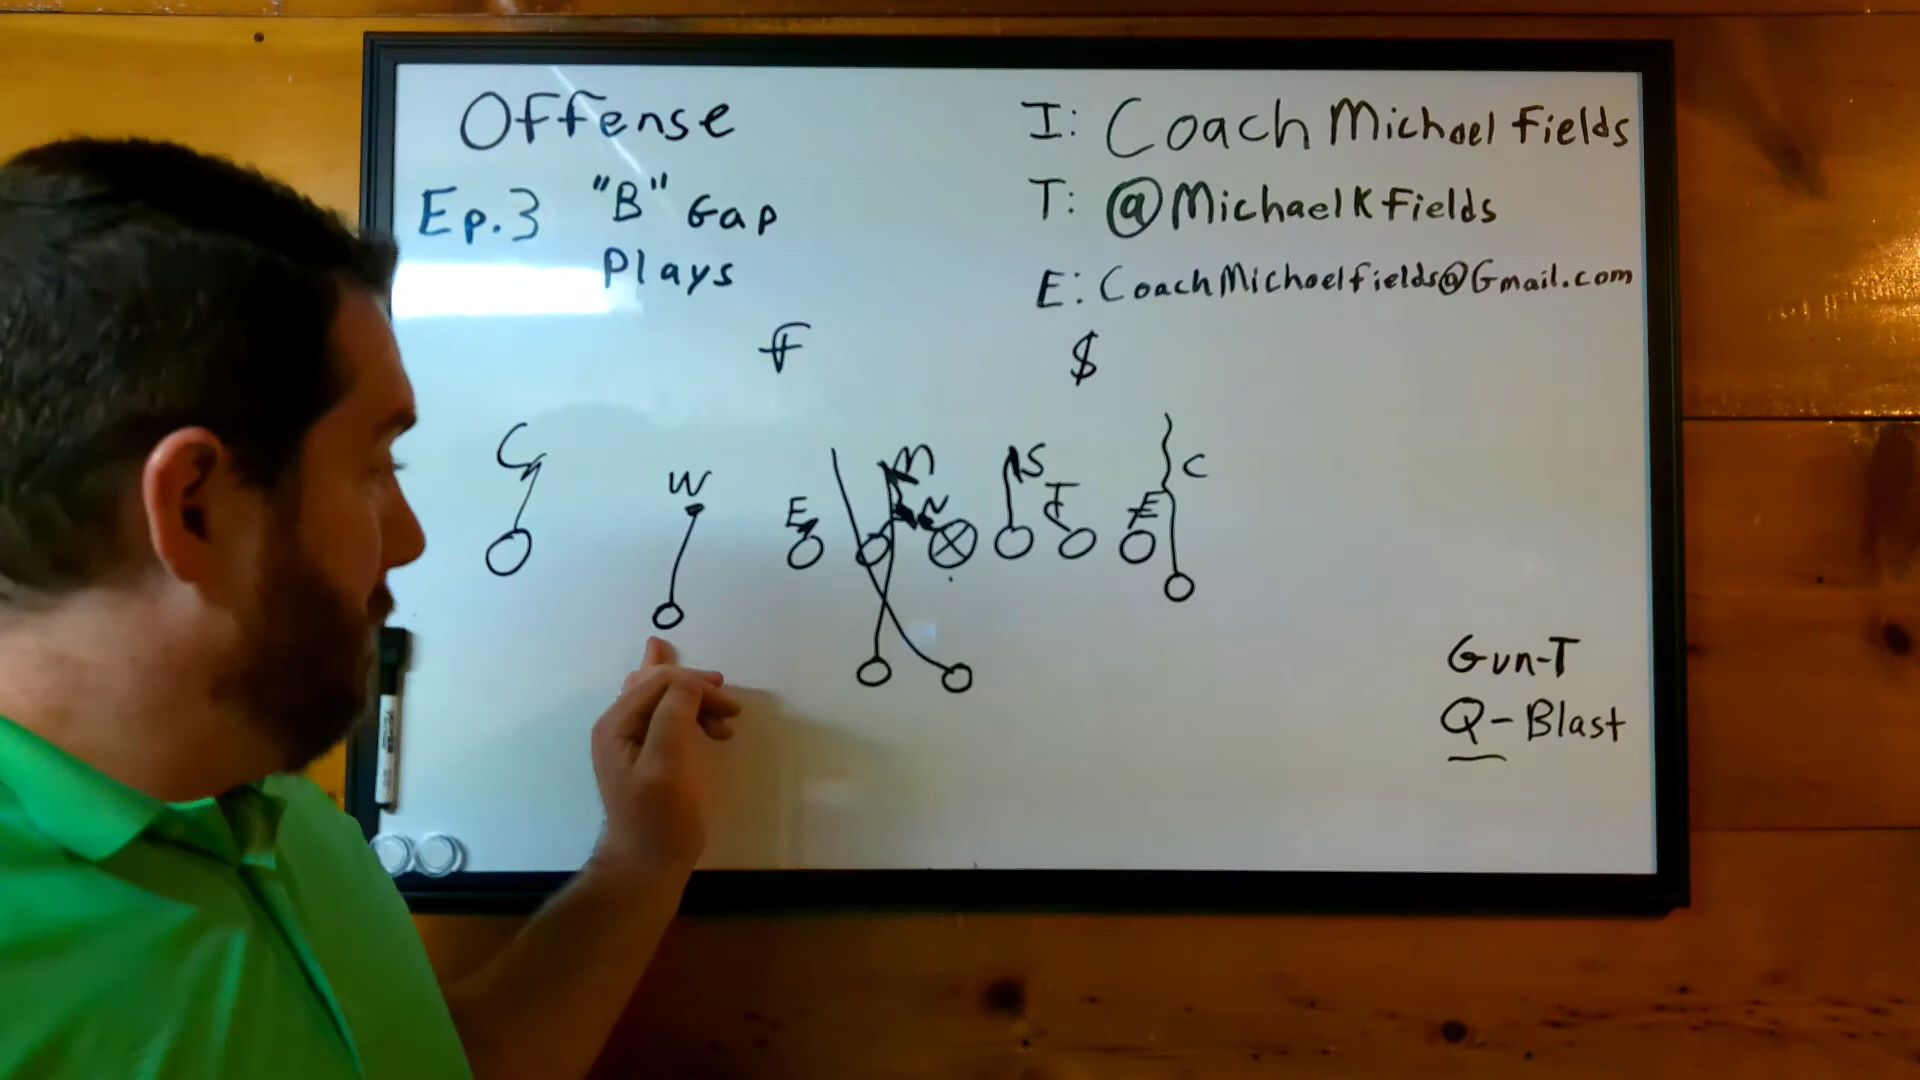 Offense
Ep.3 "B" Gap
Plays
I: Coach Michael Fields
T: @MichaelKFields
E: CoachMichaelfields@Gmail.com
F $
C W E M N S T E C
Gun-T
Q-Blast